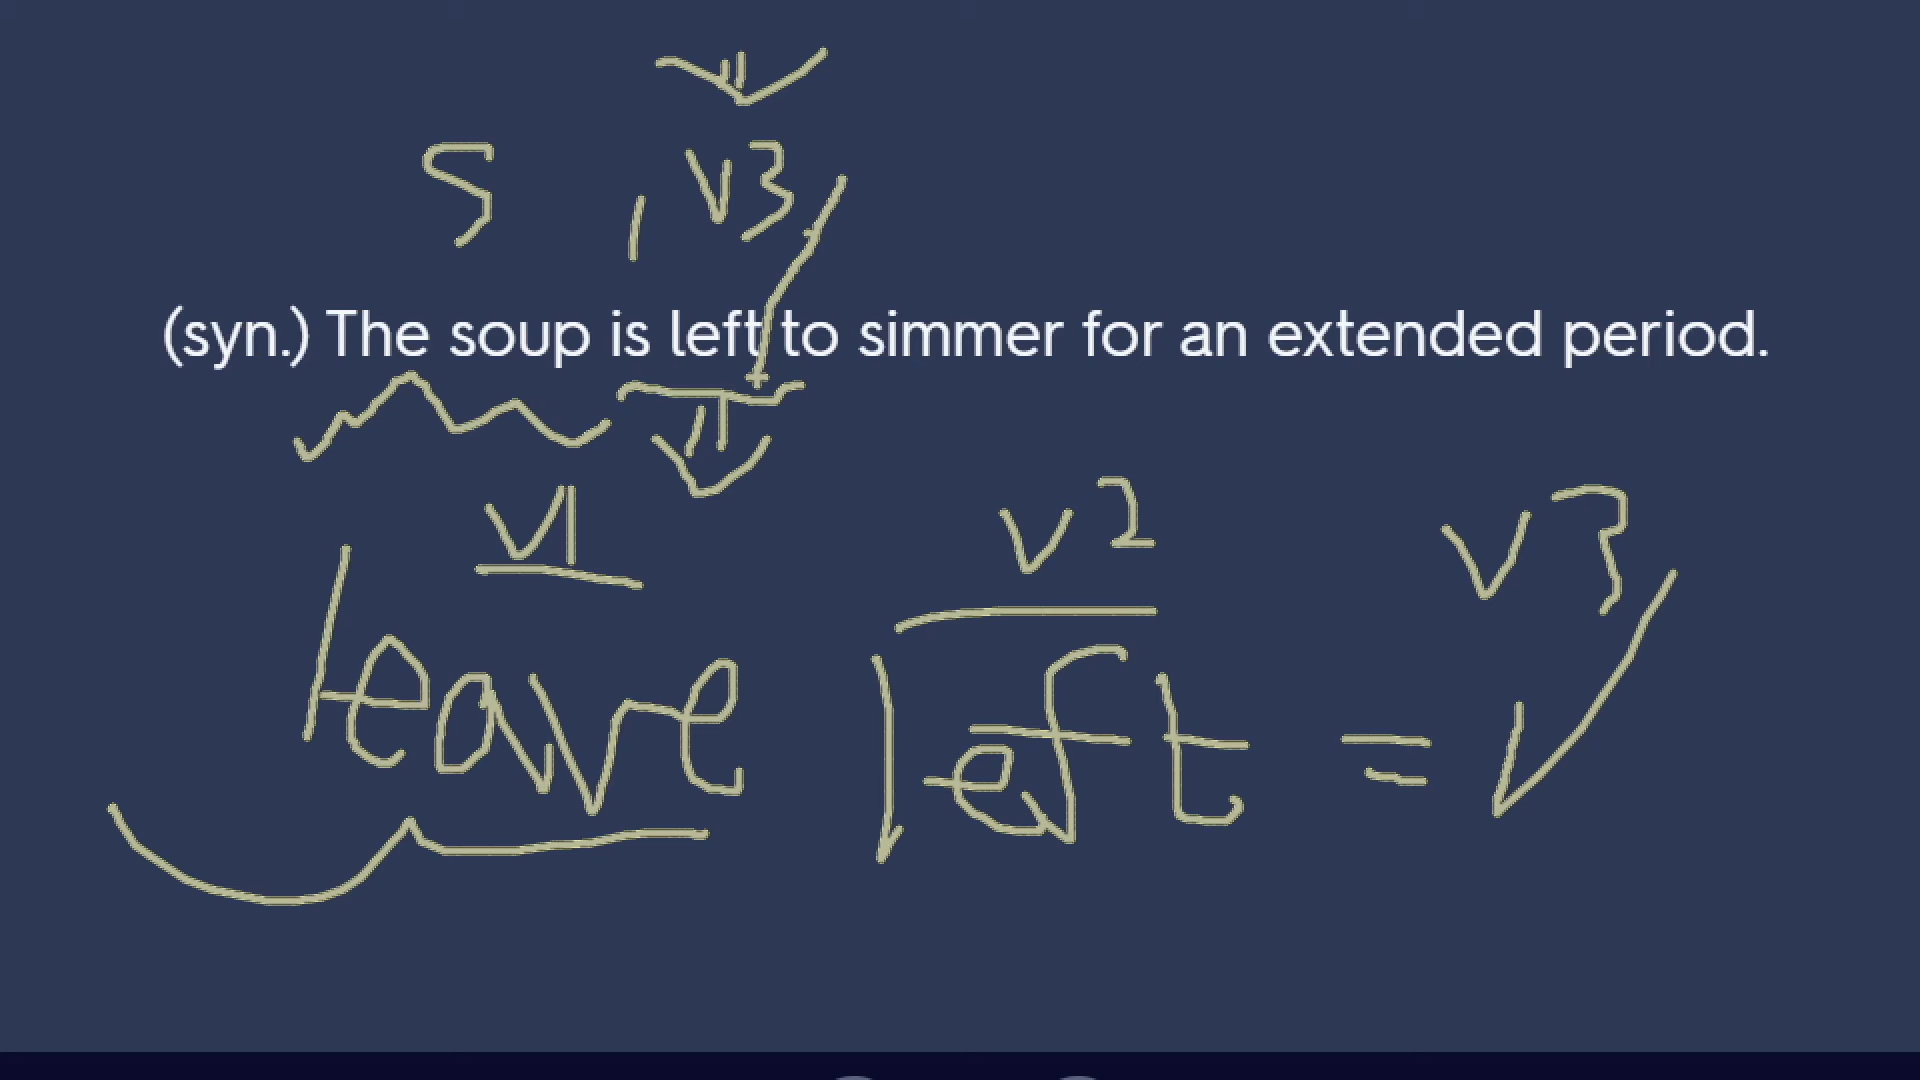 S , V3
(syn.) The soup is left to simmer for an extended period.
V1 V2 V3
leave left =